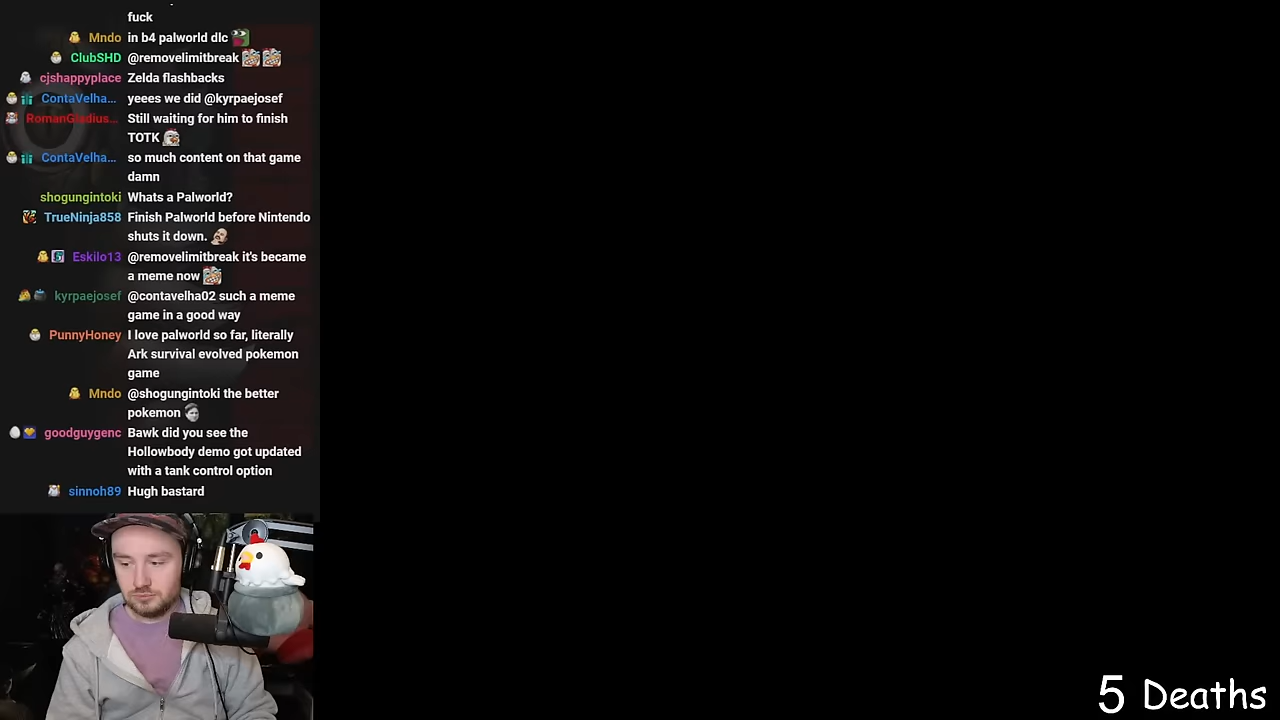 fuck
Mndo in b4 palworld dlc
ClubSHD @removelimitbreak
cjshappyplace Zelda flashbacks
ContaVelha... yeees we did @kyrpaejosef
RomanGladius... Still waiting for him to finish
TOTK
ContaVelha... so much content on that game
damn
shogungintoki Whats a Palworld?
TrueNinja858 Finish Palworld before Nintendo
shuts it down.
Eskilo13 @removelimitbreak it's became
a meme now
kyrpaejosef @contavelha02 such a meme
game in a good way
PunnyHoney I love palworld so far, literally
Ark survival evolved pokemon
game
Mndo @shogungintoki the better
pokemon
goodguygenc Bawk did you see the
Hollowbody demo got updated
with a tank control option
sinnoh89 Hugh bastard
5 Deaths